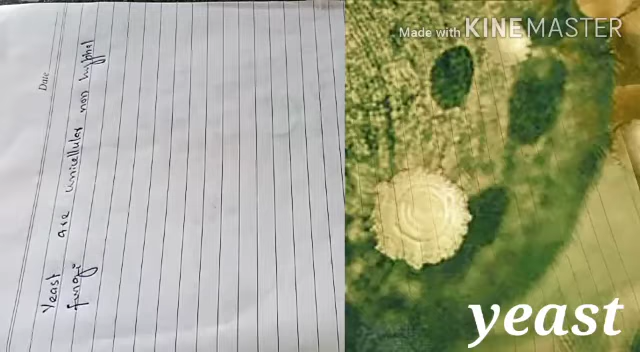 Date
Yeast are unicellular non hyphal
fungi
Made with KINEMASTER
yeast